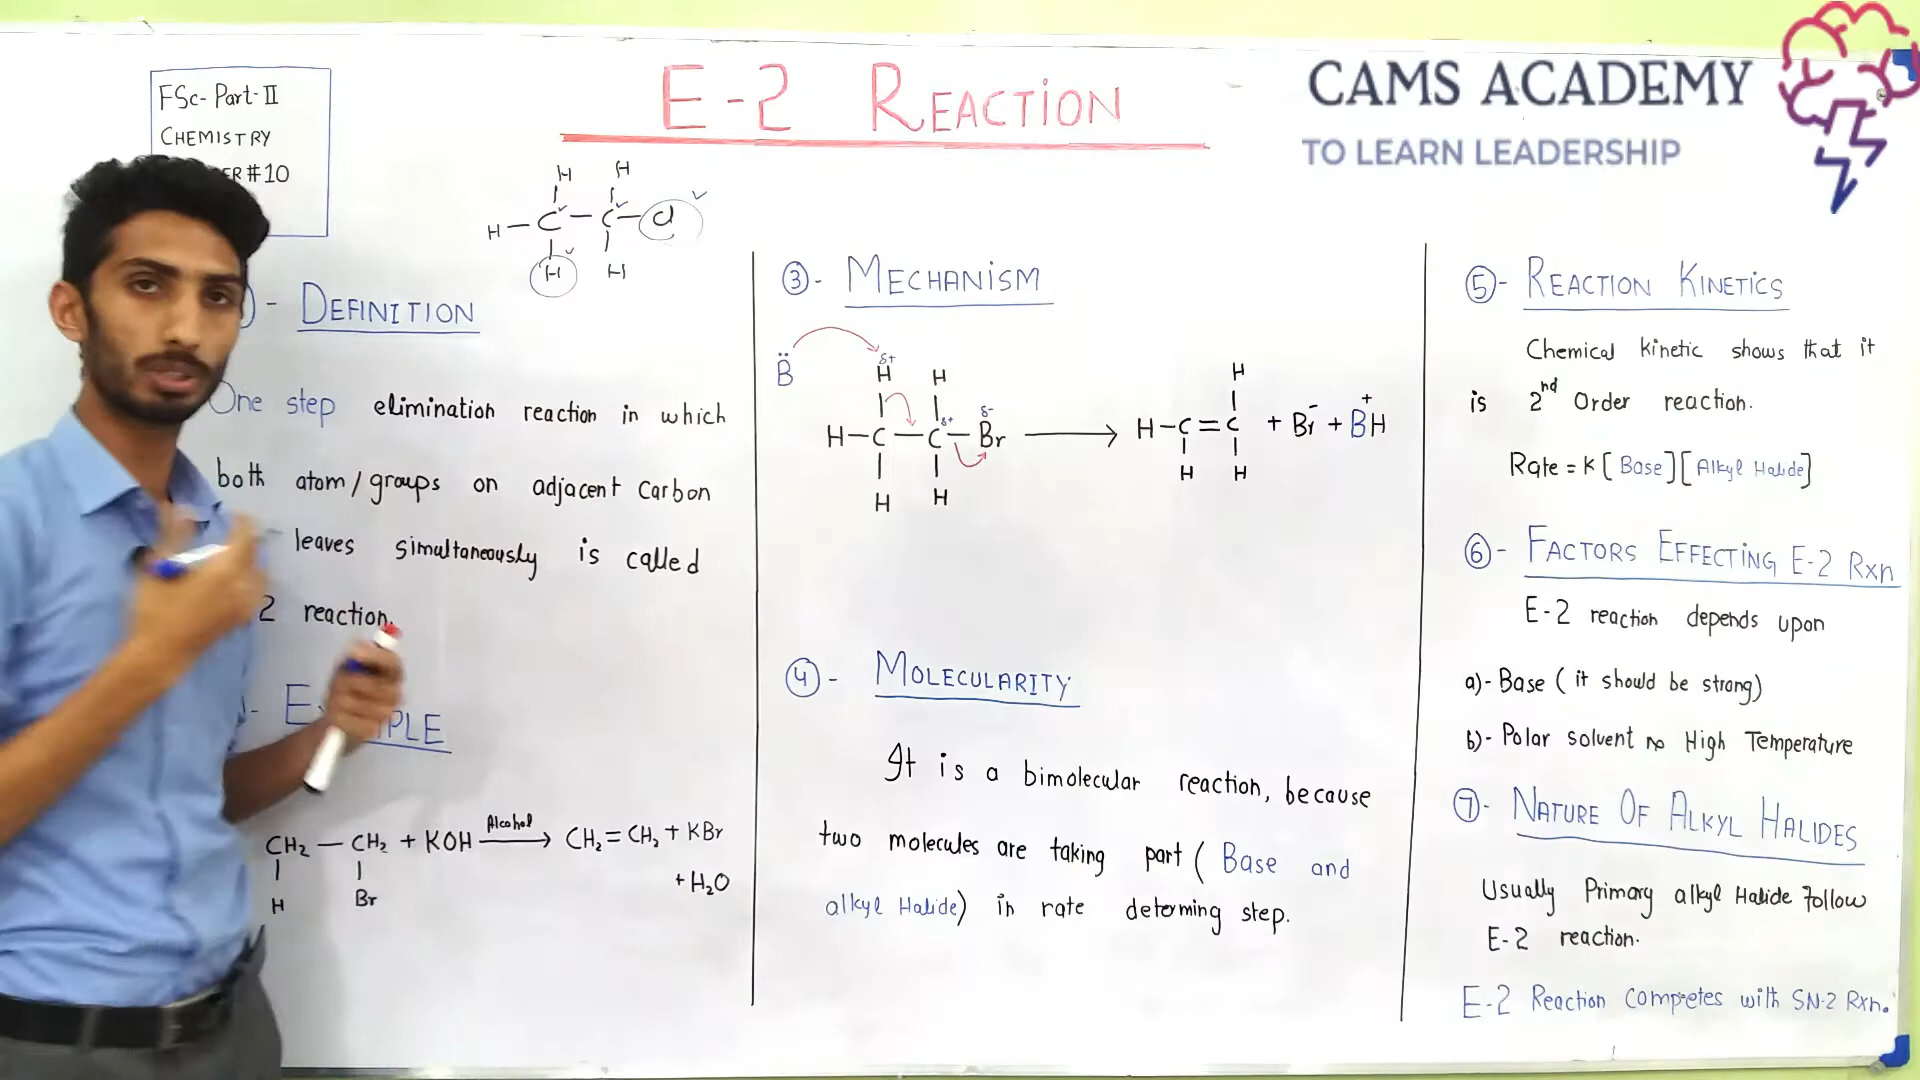 FSc- Part-II
CHEMISTRY
ER#10
E-2 REACTION
CAMS ACADEMY
TO LEARN LEADERSHIP
H H
H - C - C - Cl
H H
- DEFINITION
One step elimination reaction in which
both atom/groups on adjacent Carbon
leaves simultaneously is called
2 reaction.
CH2 — CH2 + KOH Alcohol → CH2=CH2 + KBr
H Br + H2O
③- MECHANISM
B̈
δ+
H H
δ+ δ-
H-C-C-Br → H-C=C + Br⁻ + B⁺H
H H H H H
④- MOLECULARITY
It is a bimolecular reaction, because
two molecules are taking part ( Base and
alkyl Halide) in rate deterning step.
⑤- REACTION KINETICS
Chemical kinetic shows that it
is 2nd Order reaction.
Rate = K [Base][Alkyl Halide]
⑥- FACTORS EFFECTING E-2 Rxn
E-2 reaction depends upon
a)- Base ( it should be strong)
b)- Polar solvent High Temperature
⑦- NATURE OF ALKYL HALIDES
Usually Primary alkyl Halide follow
E-2 reaction.
E-2 Reaction competes with SN-2 Rxn.